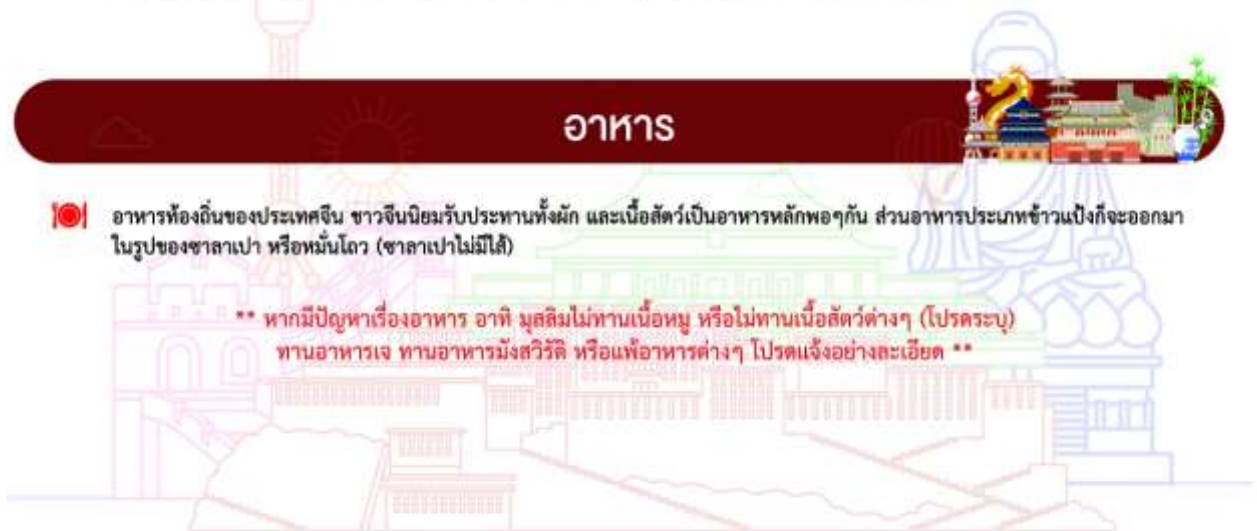 อาหาร
อาหารท้องถิ่นของประเทศจีน ชาวจีนนิยมรับประทานทั้งผัก และเนื้อสัตว์เป็นอาหารหลักพอๆกัน ส่วนอาหารประเภทข้าวแป้งก็จะออกมา
ในรูปของซาลาเปา หรือหมั่นโถว (ซาลาเปาไม่มีไส้)
** หากมีปัญหาเรื่องอาหาร อาทิ มุสลิมไม่ทานเนื้อหมู หรือไม่ทานเนื้อสัตว์ต่างๆ (โปรดระบุ)
ทานอาหารเจ ทานอาหารมังสวิรัติ หรือแพ้อาหารต่างๆ โปรดแจ้งอย่างละเอียด **